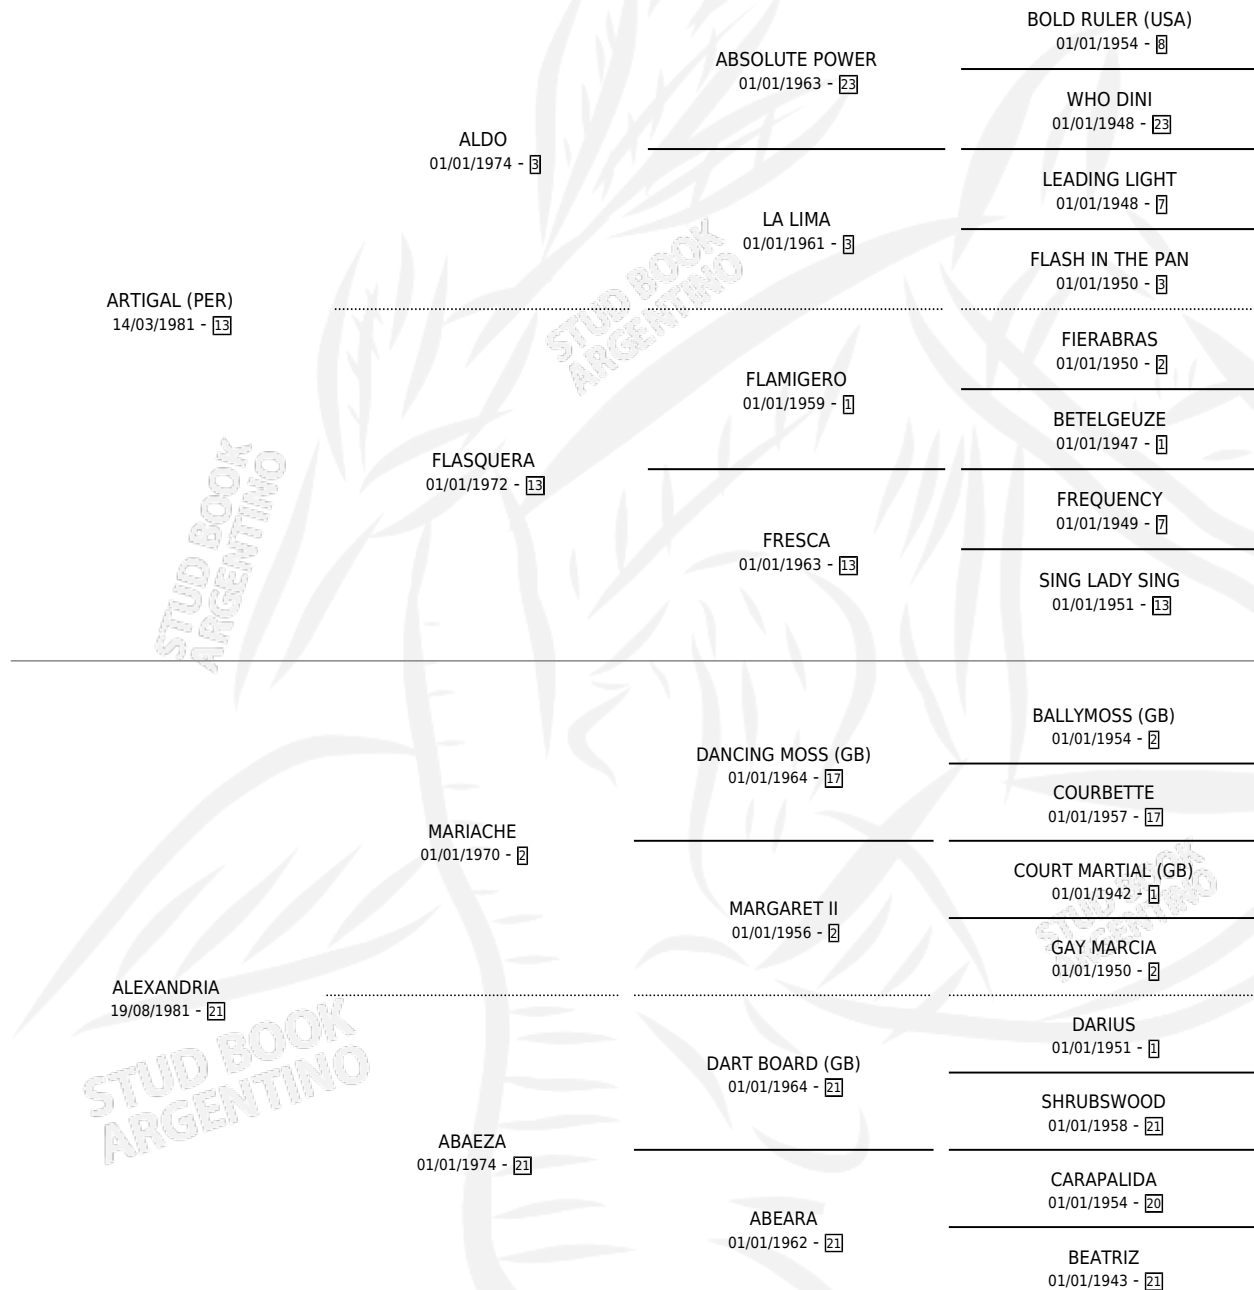 BOLD RULER (USA)
01/01/1954 - 8
ABSOLUTE POWER
01/01/1963 - 23
WHO DINI
01/01/1948 - 23
ALDO
01/01/1974 - 3
LEADING LIGHT
01/01/1948 - 7
LA LIMA
01/01/1961 - 3
FLASH IN THE PAN
01/01/1950 - 3
STUD BOOK
ARGENTINO
ARTIGAL (PER)
14/03/1981 - 13
FIERABRAS
01/01/1950 - 2
FLAMIGERO
01/01/1959 - 1
BETELGEUZE
01/01/1947 - 1
FLASQUERA
01/01/1972 - 13
FREQUENCY
01/01/1949 - 7
FRESCA
01/01/1963 - 13
SING LADY SING
01/01/1951 - 13
STUD BOOK
ARGENTINO
BALLYMOSS (GB)
01/01/1954 - 2
DANCING MOSS (GB)
01/01/1964 - 17
COURBETTE
01/01/1957 - 17
MARIACHE
01/01/1970 - 2
COURT MARTIAL (GB)
01/01/1942 - 1
MARGARET II
01/01/1956 - 2
GAY MARCIA
01/01/1950 - 2
STUD BOOK
ARGENTINO
ALEXANDRIA
19/08/1981 - 21
DARIUS
01/01/1951 - 1
DART BOARD (GB)
01/01/1964 - 21
SHRUBSWOOD
01/01/1958 - 21
STUD BOOK
ARGENTINO
ABAEZA
01/01/1974 - 21
CARAPALIDA
01/01/1954 - 20
ABEARA
01/01/1962 - 21
BEATRIZ
01/01/1943 - 21